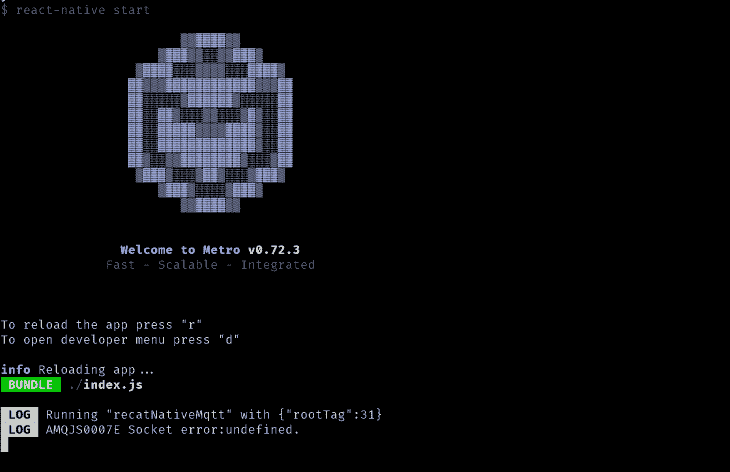 $ react-native start
Welcome to Metro v0.72.3
Fast - Scalable - Integrated
To reload the app press "r"
To open developer menu press "d"
info Reloading app...
BUNDLE ./index.js
LOG Running "recatNativeMqtt" with {"rootTag":31}
LOG AMQJS0007E Socket error:undefined.